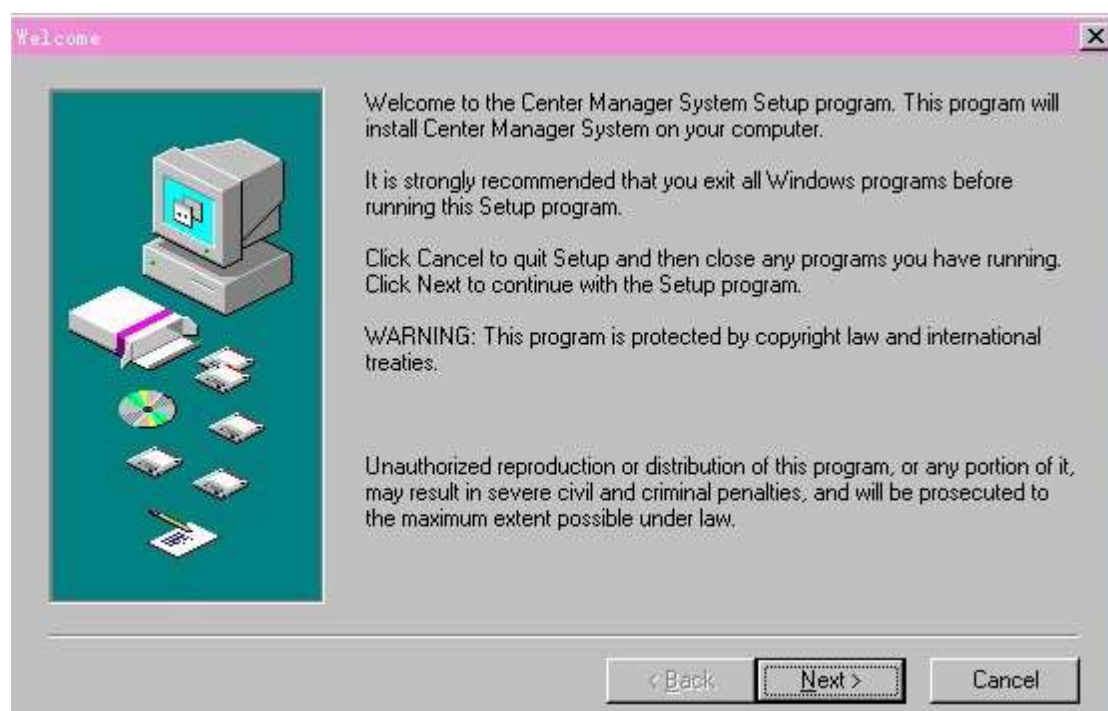 Welcome
Welcome to the Center Manager System Setup program. This program will
install Center Manager System on your computer.
It is strongly recommended that you exit all Windows programs before
running this Setup program.
Click Cancel to quit Setup and then close any programs you have running.
Click Next to continue with the Setup program.
WARNING: This program is protected by copyright law and international
treaties.
Unauthorized reproduction or distribution of this program, or any portion of it,
may result in severe civil and criminal penalties, and will be prosecuted to
the maximum extent possible under law.
< Back Next > Cancel